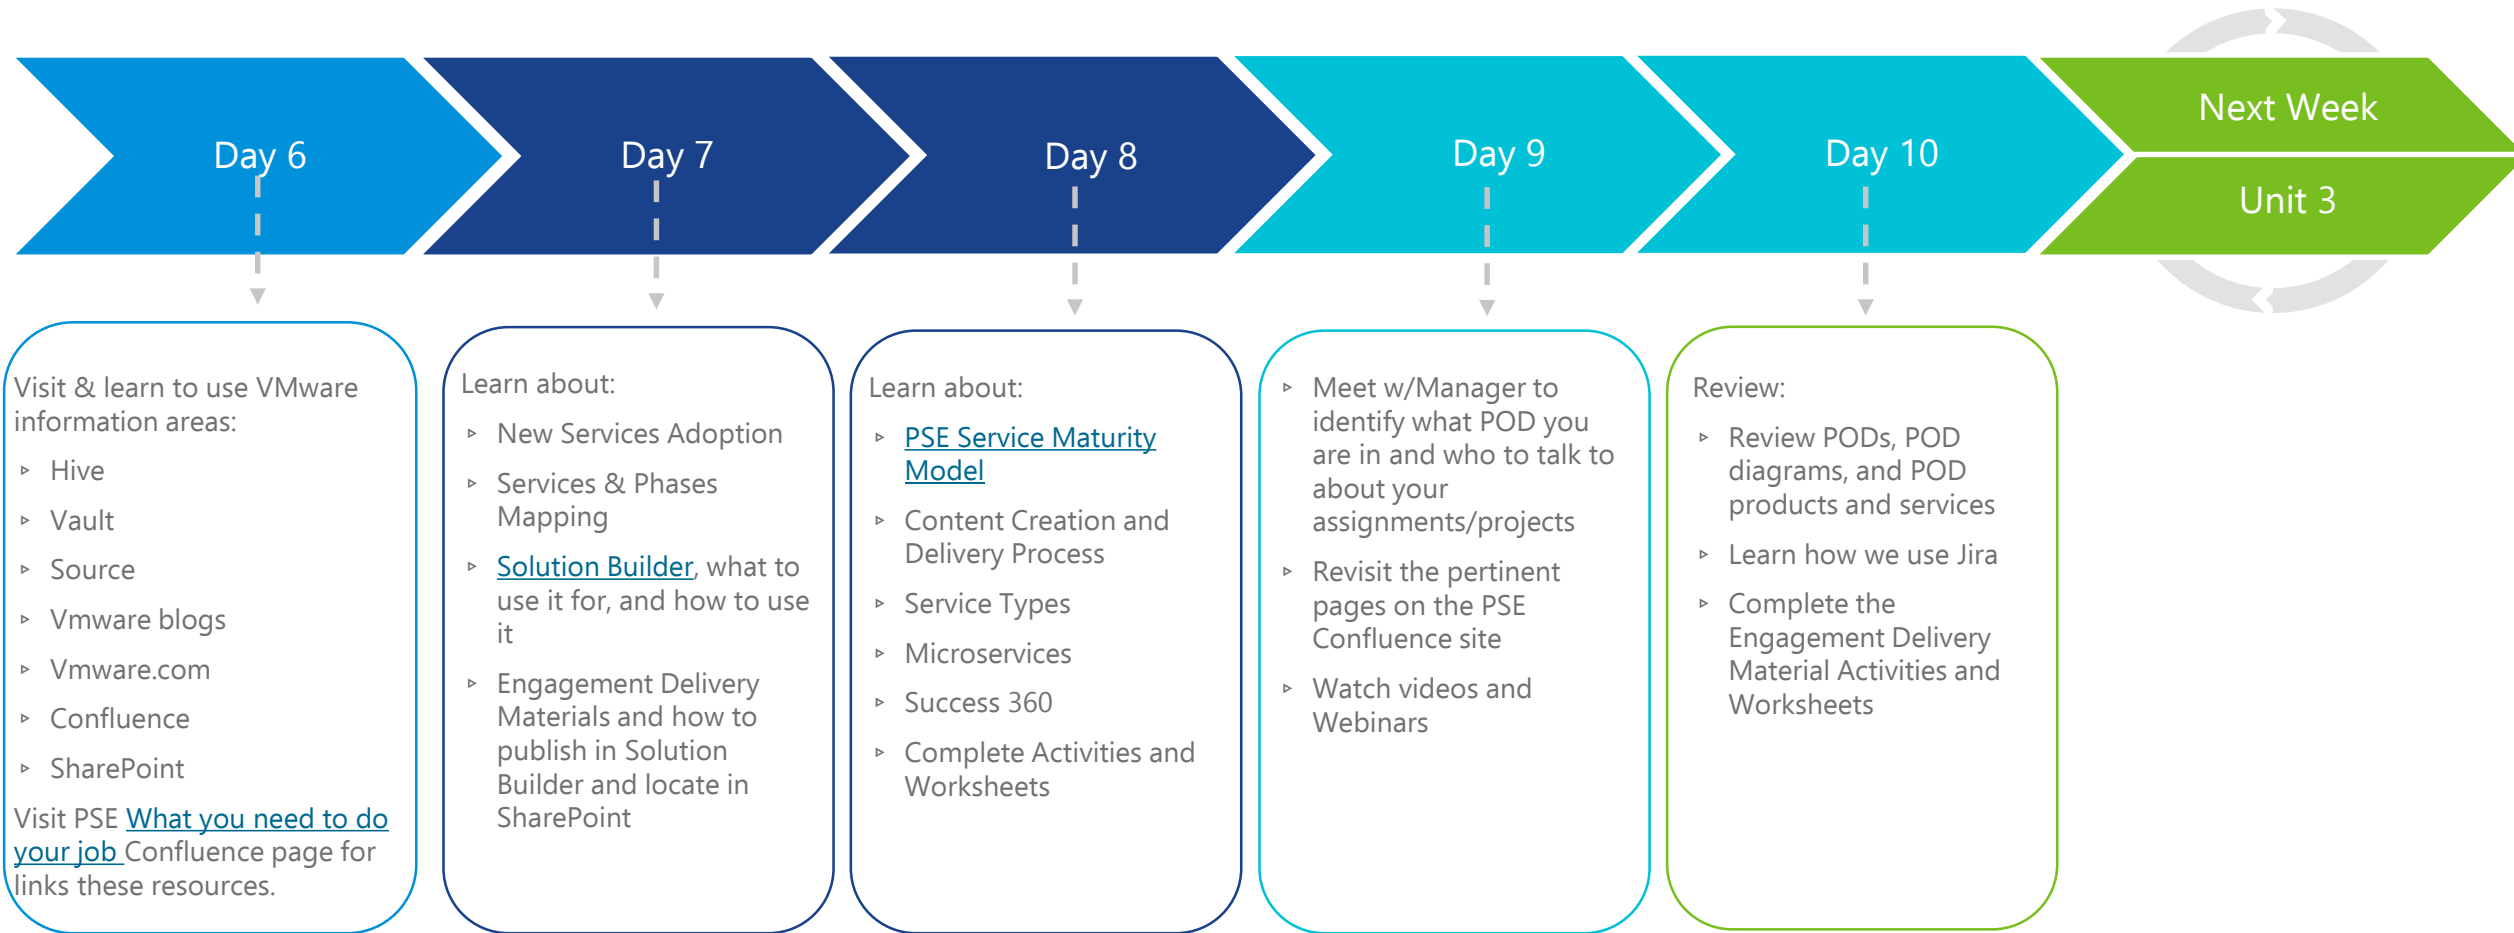 Day 6
Day 7
Day 8
Day 9
Day 10
Next Week
Unit 3
Visit & learn to use VMware
information areas:
Hive
Vault
Source
Vmware blogs
Vmware.com
Confluence
SharePoint
Visit PSE What you need to do
your job Confluence page for
links these resources.
Learn about:
New Services Adoption
Services & Phases
Mapping
Solution Builder, what to
use it for, and how to use
it
Engagement Delivery
Materials and how to
publish in Solution
Builder and locate in
SharePoint
Learn about:
PSE Service Maturity
Model
Content Creation and
Delivery Process
Service Types
Microservices
Success 360
Complete Activities and
Worksheets
Meet w/Manager to
identify what POD you
are in and who to talk to
about your
assignments/projects
Revisit the pertinent
pages on the PSE
Confluence site
Watch videos and
Webinars
Review:
Review PODs, POD
diagrams, and POD
products and services
Learn how we use Jira
Complete the
Engagement Delivery
Material Activities and
Worksheets